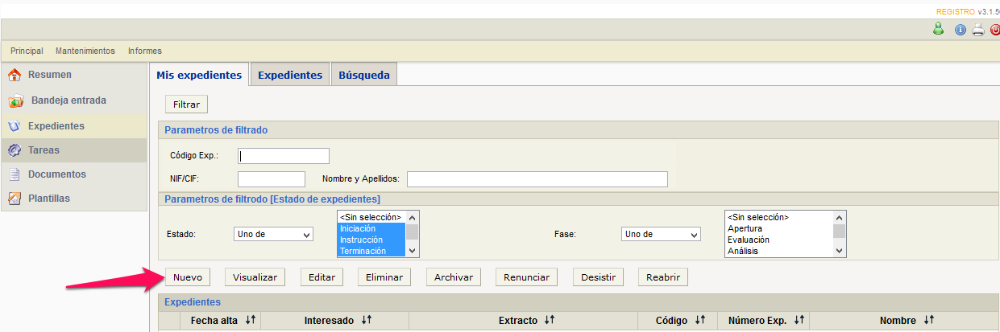 REGISTRO v3.1.5
Principal Mantenimientos Informes
Resumen
Bandeja entrada
Expedientes
Tareas
Documentos
Plantillas
Mis expedientes Expedientes Búsqueda
Filtrar
Parametros de filtrado
Código Exp.:
NIF/CIF: Nombre y Apellidos:
Parametros de filtrodo [Estado de expedientes]
Estado: Uno de
<Sin selección>
Iniciación
Instrucción
Terminación
Fase: Uno de
<Sin selección>
Apertura
Evaluación
Análisis
Nuevo Visualizar Editar Eliminar Archivar Renunciar Desistir Reabrir
Expedientes
Fecha alta Interesado Extracto Código Número Exp. Nombre